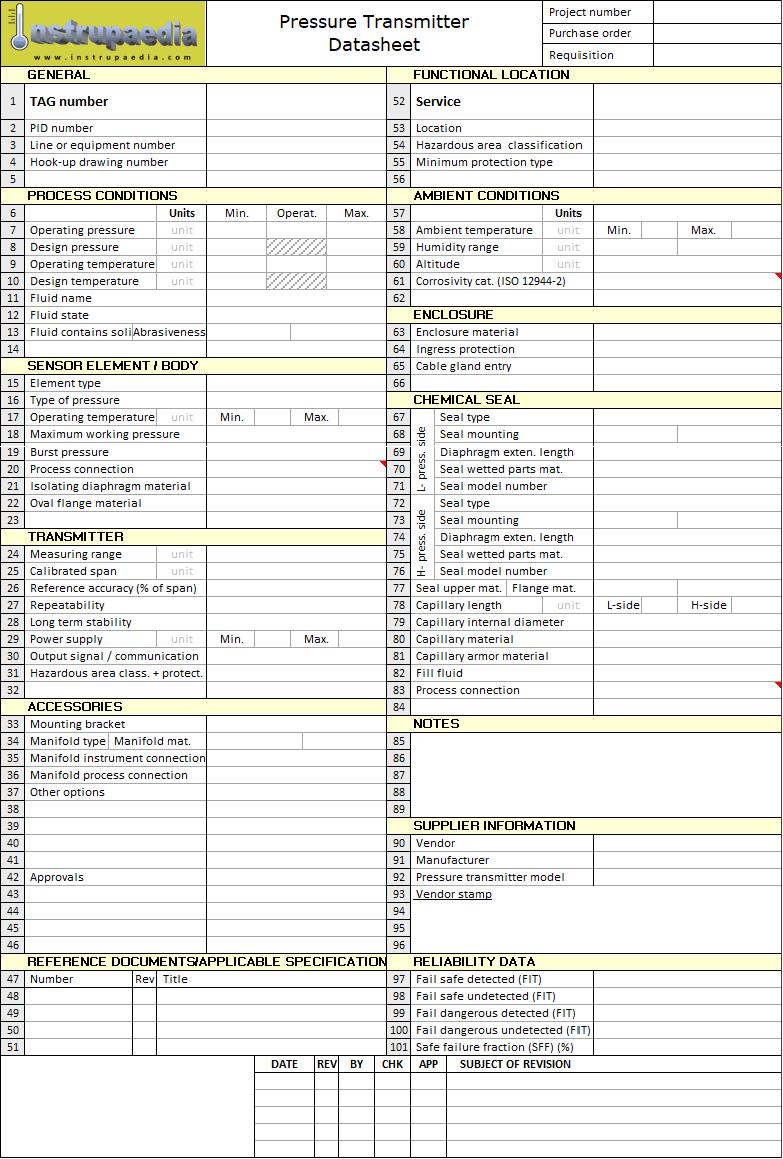 Instrupaedia
www.instrupaedia.com
Pressure Transmitter
Datasheet
Project number
Purchase order
Requisition
GENERAL
1 TAG number
2 PID number
3 Line or equipment number
4 Hook-up drawing number
5
PROCESS CONDITIONS
6 Units Min. Operat. Max.
7 Operating pressure unit
8 Design pressure unit
9 Operating temperature unit
10 Design temperature unit
11 Fluid name
12 Fluid state
13 Fluid contains soli Abrasiveness
14
SENSOR ELEMENT / BODY
15 Element type
16 Type of pressure
17 Operating temperature unit Min. Max.
18 Maximum working pressure
19 Burst pressure
20 Process connection
21 Isolating diaphragm material
22 Oval flange material
23
TRANSMITTER
24 Measuring range unit
25 Calibrated span unit
26 Reference accuracy (% of span)
27 Repeatability
28 Long term stability
29 Power supply unit Min. Max.
30 Output signal / communication
31 Hazardous area class. + protect.
32
ACCESSORIES
33 Mounting bracket
34 Manifold type Manifold mat.
35 Manifold instrument connection
36 Manifold process connection
37 Other options
38
39
40
41
42 Approvals
43
44
45
46
REFERENCE DOCUMENTS/APPLICABLE SPECIFICATION
47 Number Rev Title
48
49
50
51
FUNCTIONAL LOCATION
52 Service
53 Location
54 Hazardous area classification
55 Minimum protection type
56
AMBIENT CONDITIONS
57 Units
58 Ambient temperature unit Min. Max.
59 Humidity range unit
60 Altitude unit
61 Corrosivity cat. (ISO 12944-2)
62
ENCLOSURE
63 Enclosure material
64 Ingress protection
65 Cable gland entry
66
CHEMICAL SEAL
L- press. side
67 Seal type
68 Seal mounting
69 Diaphragm exten. length
70 Seal wetted parts mat.
71 Seal model number
H- press. side
72 Seal type
73 Seal mounting
74 Diaphragm exten. length
75 Seal wetted parts mat.
76 Seal model number
77 Seal upper mat. Flange mat.
78 Capillary length unit L-side H-side
79 Capillary internal diameter
80 Capillary material
81 Capillary armor material
82 Fill fluid
83 Process connection
84
NOTES
85
86
87
88
89
SUPPLIER INFORMATION
90 Vendor
91 Manufacturer
92 Pressure transmitter model
93 Vendor stamp
94
95
96
RELIABILITY DATA
97 Fail safe detected (FIT)
98 Fail safe undetected (FIT)
99 Fail dangerous detected (FIT)
100 Fail dangerous undetected (FIT)
101 Safe failure fraction (SFF) (%)
DATE REV BY CHK APP SUBJECT OF REVISION